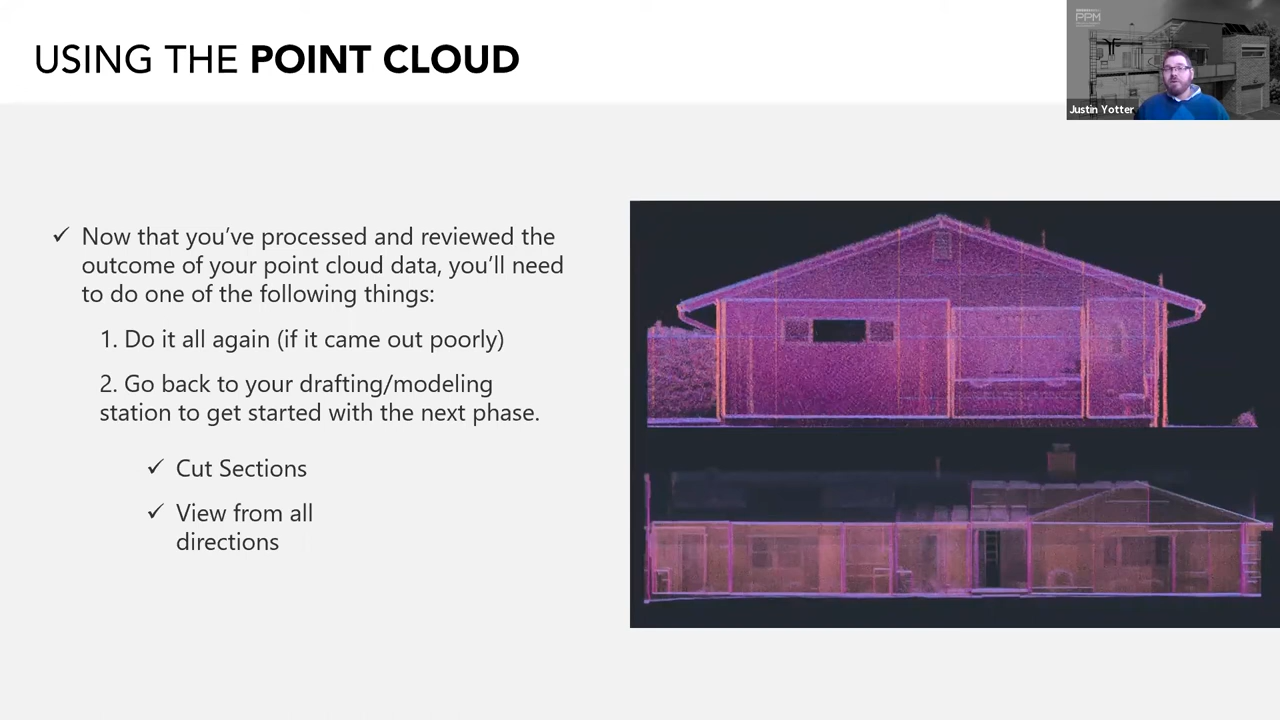 USING THE POINT CLOUD
PPM
Justin Yotter
✓ Now that you’ve processed and reviewed the
outcome of your point cloud data, you’ll need
to do one of the following things:
1. Do it all again (if it came out poorly)
2. Go back to your drafting/modeling
station to get started with the next phase.
✓ Cut Sections
✓ View from all
directions